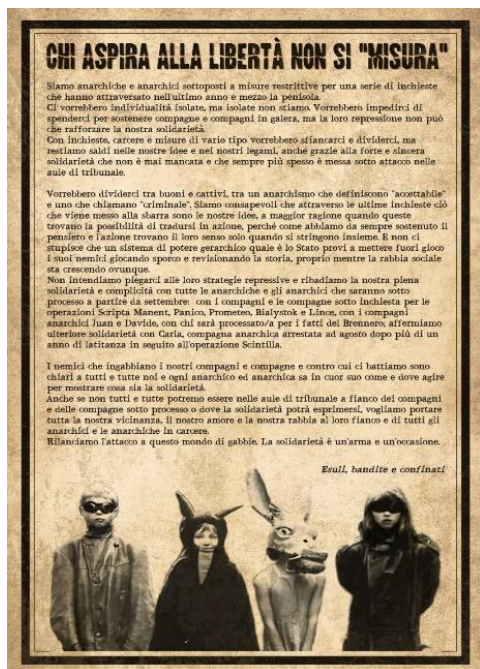 CHI ASPIRA ALLA LIBERTÀ NON SI "MISURA"
Siamo anarchiche e anarchici sottoposti a misure restrittive per una serie di inchieste
che hanno attraversato nell'ultimo anno e mezzo la penisola.
Ci vorrebbero individualità isolate, ma isolate non stiamo. Vorrebbero impedirci di
spenderci per sostenere compagne e compagni in galera, ma la loro repressione non può
che rafforzare la nostra solidarietà.
Con inchieste, carcere e misure di vario tipo vorrebbero sfiancarci e dividerci, ma
restiamo saldi nelle nostre idee e nei nostri legami, anche grazie alla forte e sincera
solidarietà che non è mai mancata e che sempre più spesso è messa sotto attacco nelle
aule di tribunale.
Vorrebbero dividerci tra buoni e cattivi, tra un anarchismo che definiscono "accettabile"
e uno che chiamano "criminale". Siamo consapevoli che attraverso le ultime inchieste ciò
che viene messo alla sbarra sono le nostre idee, a maggior ragione quando queste
trovano la possibilità di tradursi in azione, perché come abbiamo da sempre sostenuto il
pensiero e l'azione trovano il loro senso solo quando si stringono insieme. E non ci
stupisce che un sistema di potere gerarchico quale è lo Stato provi a mettere fuori gioco
i suoi nemici giocando sporco e revisionando la storia, proprio mentre la rabbia sociale
sta crescendo ovunque.
Non intendiamo piegarci alle loro strategie repressive e ribadiamo la nostra piena
solidarietà e complicità con tutte le anarchiche e gli anarchici che saranno sotto
processo a partire da settembre: con i compagni e le compagne sotto inchiesta per le
operazioni Scripta Manent, Panico, Prometeo, Bialystok e Lince, con i compagni
anarchici Juan e Davide, con chi sarà processato/a per i fatti del Brennero; affermiamo
ulteriore solidarietà con Carla, compagna anarchica arrestata ad agosto dopo più di un
anno di latitanza in seguito all'operazione Scintilla.
I nemici che ingabbiano i nostri compagni e compagne e contro cui ci battiamo sono
chiari a tutti e tutte noi e ogni anarchico ed anarchica sa in cuor suo come e dove agire
per mostrare cosa sia la solidarietà.
Anche se non tutti e tutte potremo essere nelle aule di tribunale a fianco dei compagni
e delle compagne sotto processo o dove la solidarietà potrà esprimersi, vogliamo portare
tutta la nostra vicinanza, il nostro amore e la nostra rabbia al loro fianco e di tutti gli
anarchici e le anarchiche in carcere.
Rilanciamo l'attacco a questo mondo di gabbie. La solidarietà è un'arma e un'occasione.
Esuli, bandite e confinati